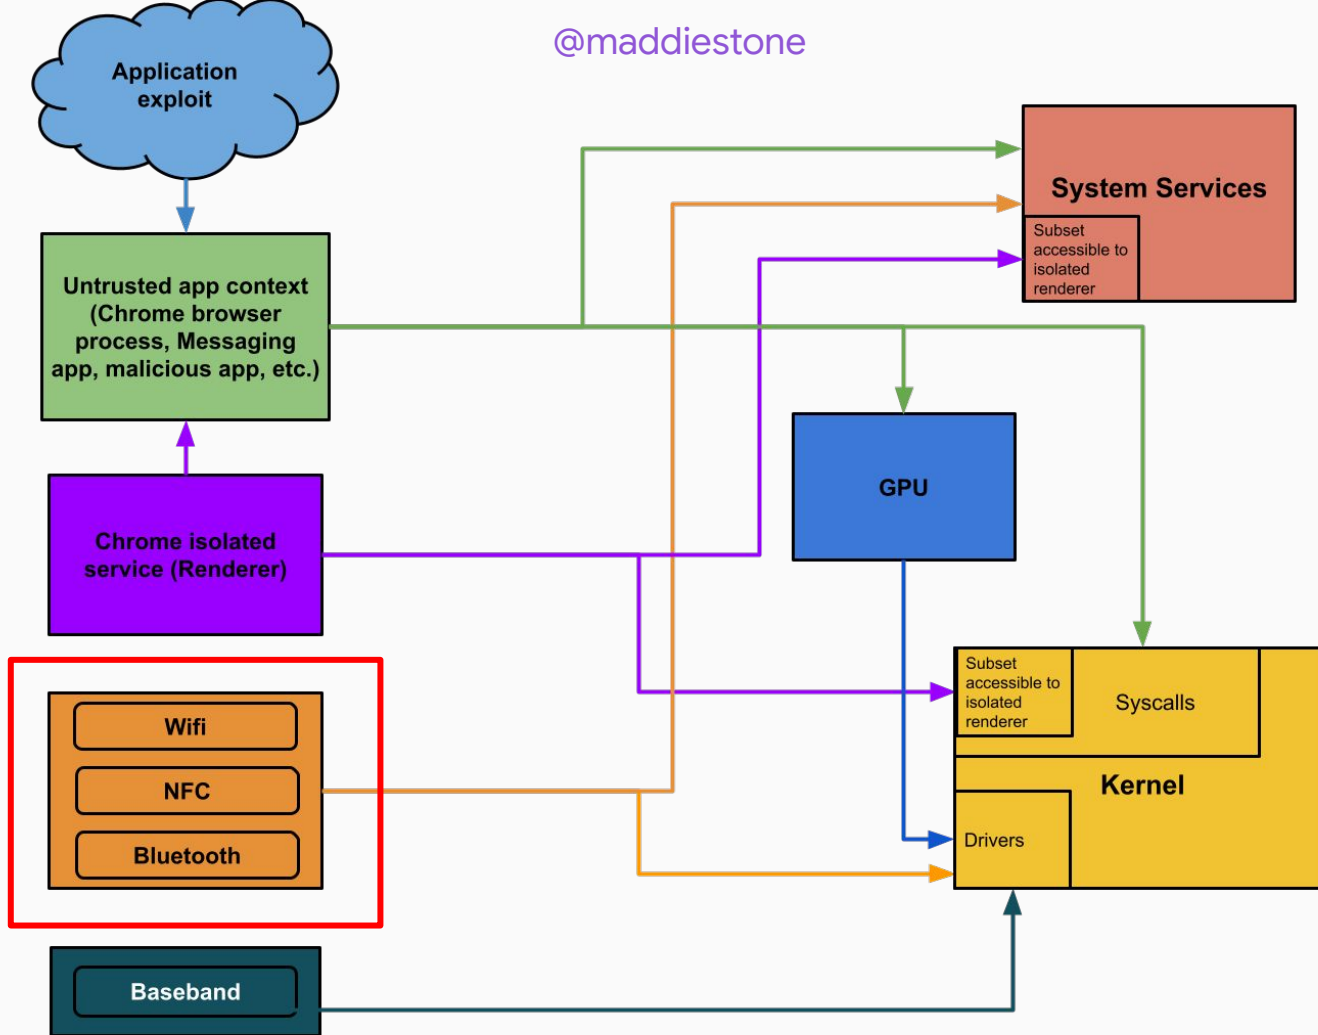 @maddiestone
Application
exploit
System Services
Subset
accessible to
isolated
renderer
Untrusted app context
(Chrome browser
process, Messaging
app, malicious app, etc.)
GPU
Chrome isolated
service (Renderer)
Subset
accessible to
isolated
renderer
Syscalls
Kernel
Drivers
Wifi
NFC
Bluetooth
Baseband